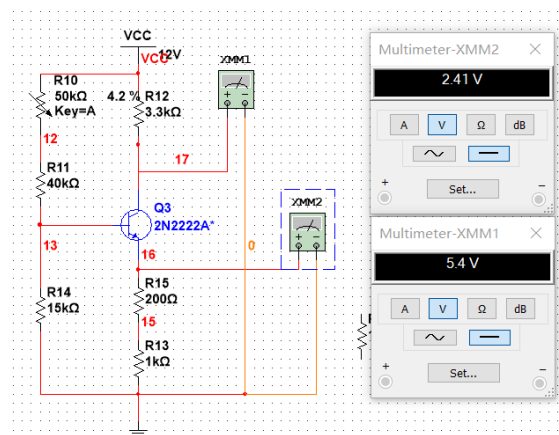 VCC
12V
VCC
R10
50kΩ
Key=A
4.2 %
R12
3.3kΩ
XMM1
12
17
R11
40kΩ
Q3
2N2222A*
XMM2
13
16
0
R14
15kΩ
R15
200Ω
15
R13
1kΩ
Multimeter-XMM2
2.41 V
A V Ω dB
+ −
Set...
Multimeter-XMM1
5.4 V
A V Ω dB
+ −
Set...